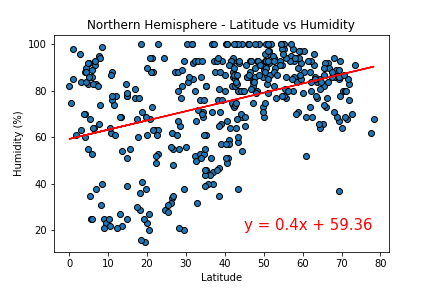 Northern Hemisphere - Latitude vs Humidity
100
80
60
40
20
Humidity (%)
y = 0.4x + 59.36
0 10 20 30 40 50 60 70 80
Latitude